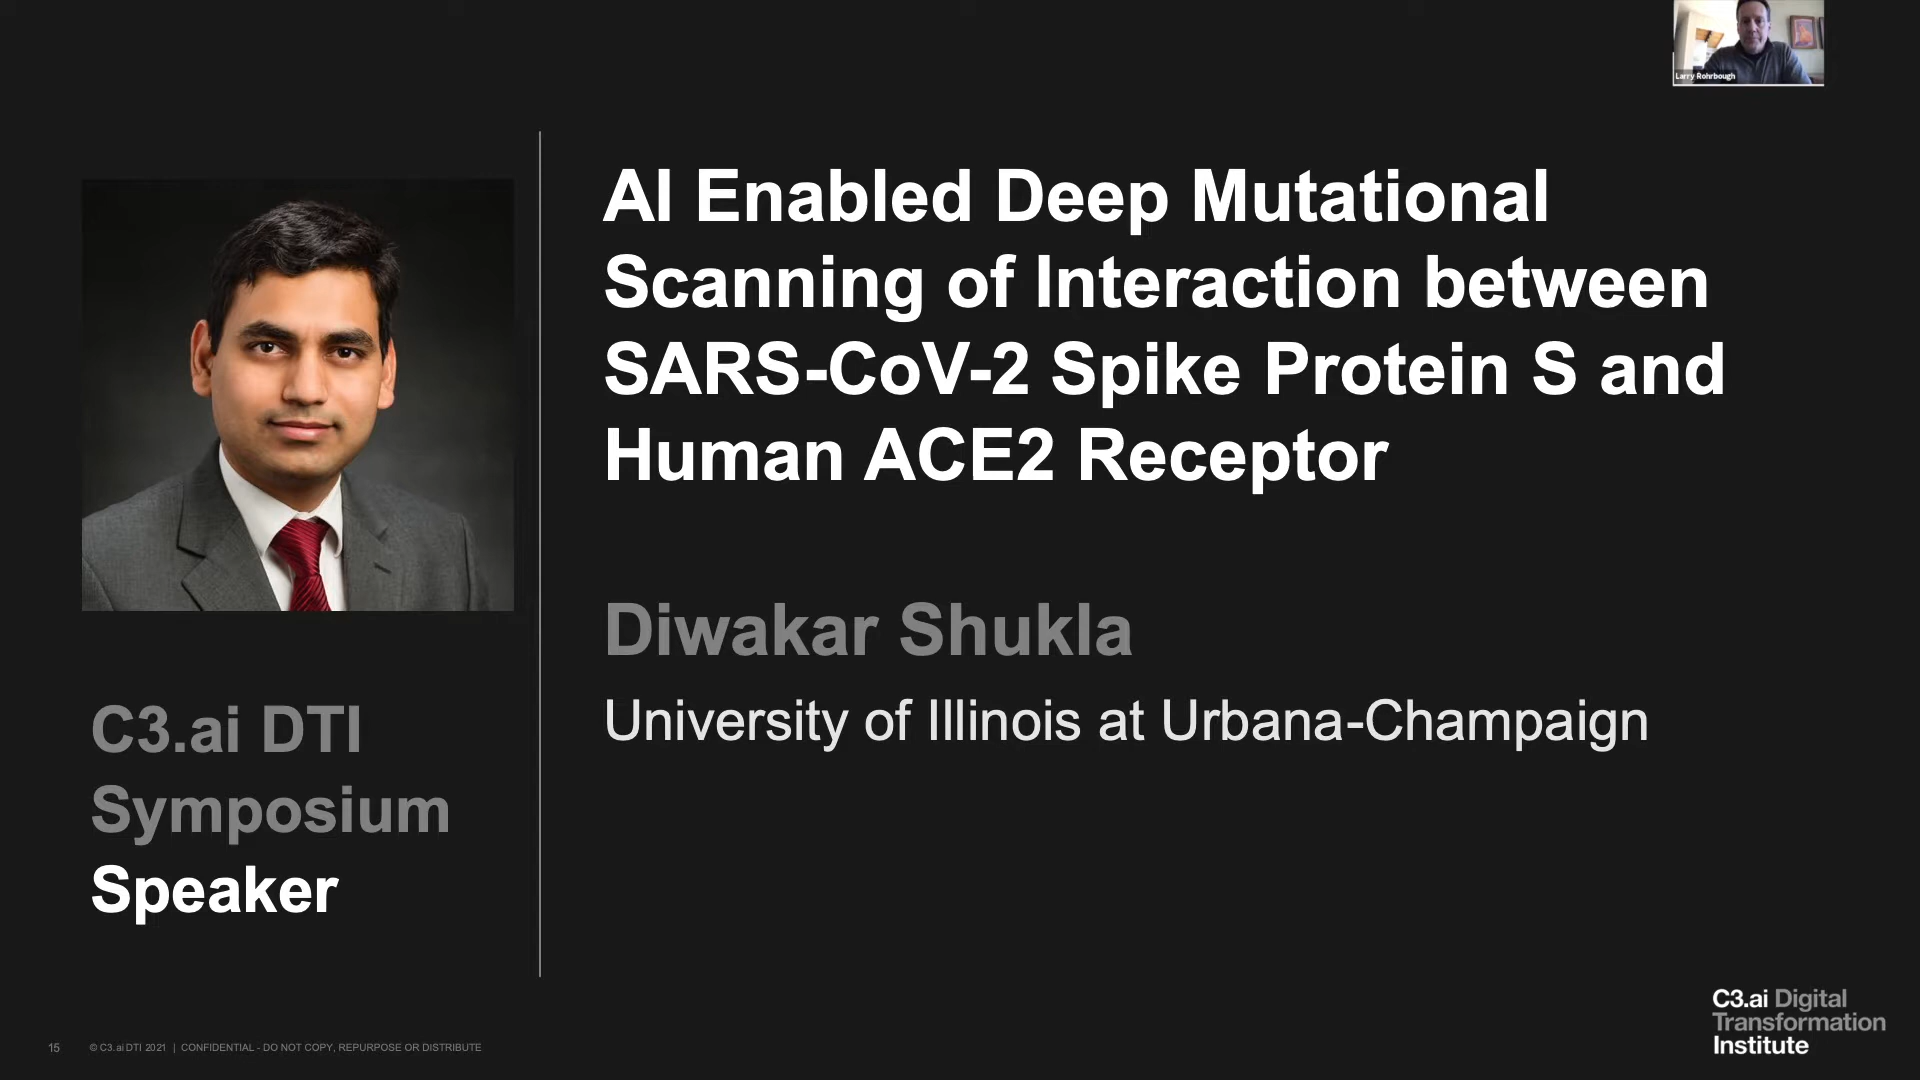 Larry Rohrbough
AI Enabled Deep Mutational
Scanning of Interaction between
SARS-CoV-2 Spike Protein S and
Human ACE2 Receptor
Diwakar Shukla
University of Illinois at Urbana-Champaign
C3.ai DTI
Symposium
Speaker
C3.ai Digital
Transformation
Institute
15 © C3.ai DTI 2021 | CONFIDENTIAL - DO NOT COPY, REPURPOSE OR DISTRIBUTE